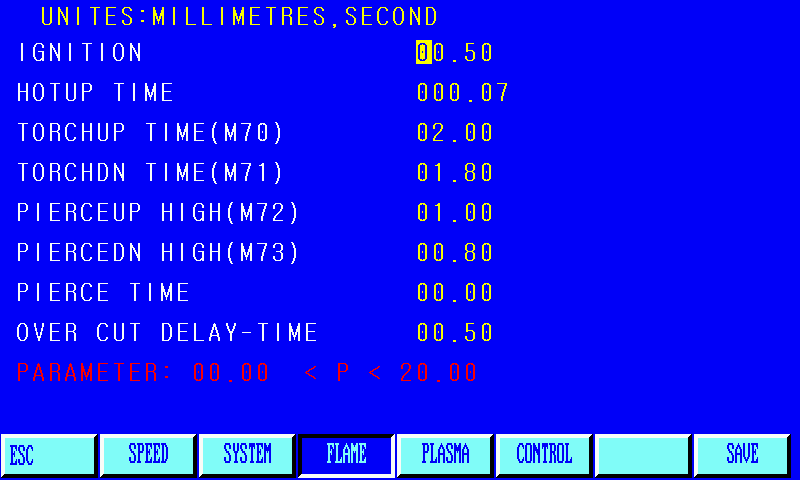 UNITES:MILLIMETRES,SECOND
IGNITION 00.50
HOTUP TIME 000.07
TORCHUP TIME(M70) 02.00
TORCHDN TIME(M71) 01.80
PIERCEUP HIGH(M72) 01.00
PIERCEDN HIGH(M73) 00.80
PIERCE TIME 00.00
OVER CUT DELAY-TIME 00.50
PARAMETER: 00.00 < P < 20.00
ESC SPEED SYSTEM FLAME PLASMA CONTROL SAVE